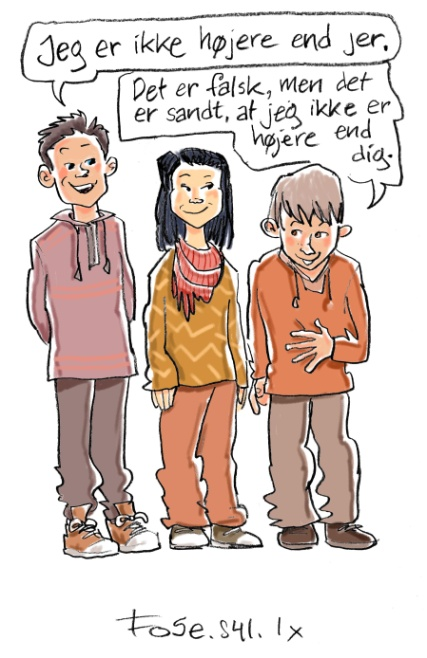 Jeg er ikke højere end jer.
Det er falsk, men det
er sandt, at jeg ikke er
højere end
dig.
Fose.s41.1x